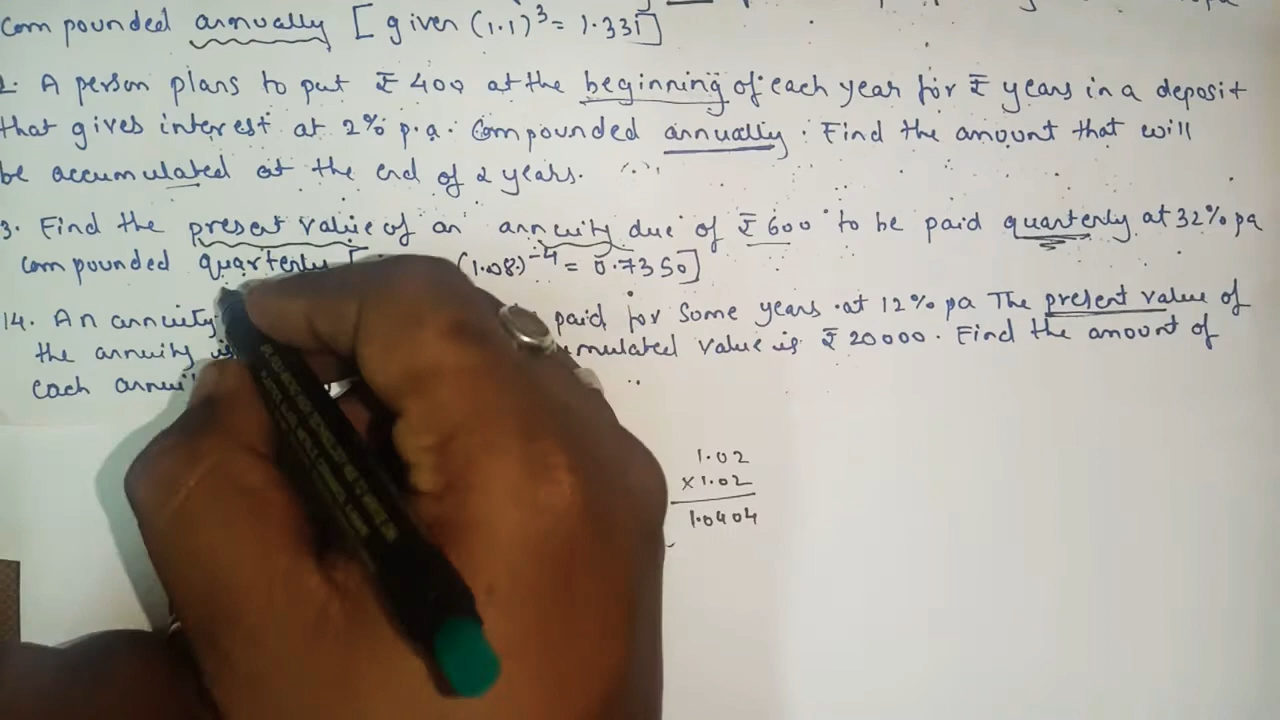 Compounded annually [ given (1.1)³ = 1.331]
2. A person plans to put ₹ 400 at the beginning of each year for ₹ years in a deposit
that gives interest at 2% p.a. Compounded annually. Find the amount that will
be accumulated at the end of 2 years.
3. Find the present value of an annuity due of ₹ 600 to be paid quarterly at 32% pa
compounded quarterly [ (1.08)⁻⁴ = 0.7350]
14. An annuity paid for Some years at 12% pa The present value of
the annuity is value is ₹ 20000. Find the amount of
each
1.02
x1.02
1.0404